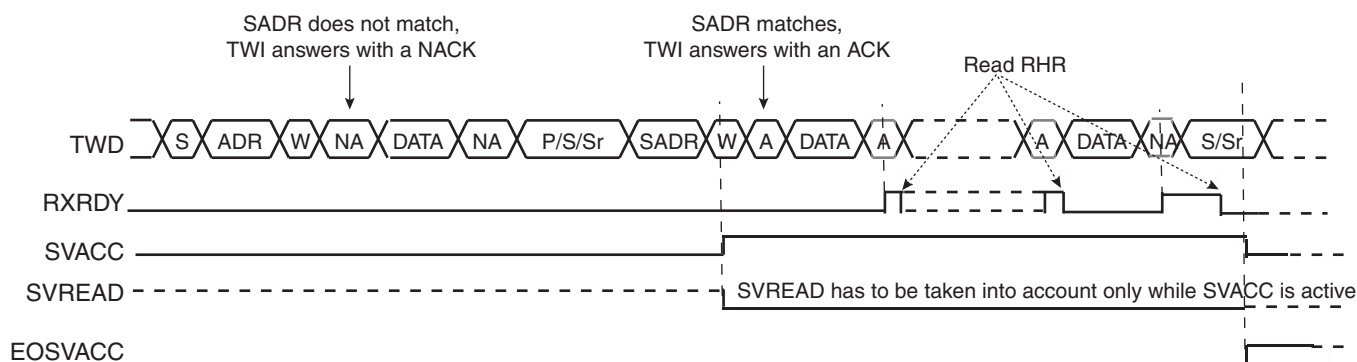 SADR does not match,
TWI answers with a NACK
SADR matches,
TWI answers with an ACK
Read RHR
TWD S ADR W NA DATA NA P/S/Sr SADR W A DATA A A DATA NA S/Sr
RXRDY
SVACC
SVREAD SVREAD has to be taken into account only while SVACC is active
EOSVACC